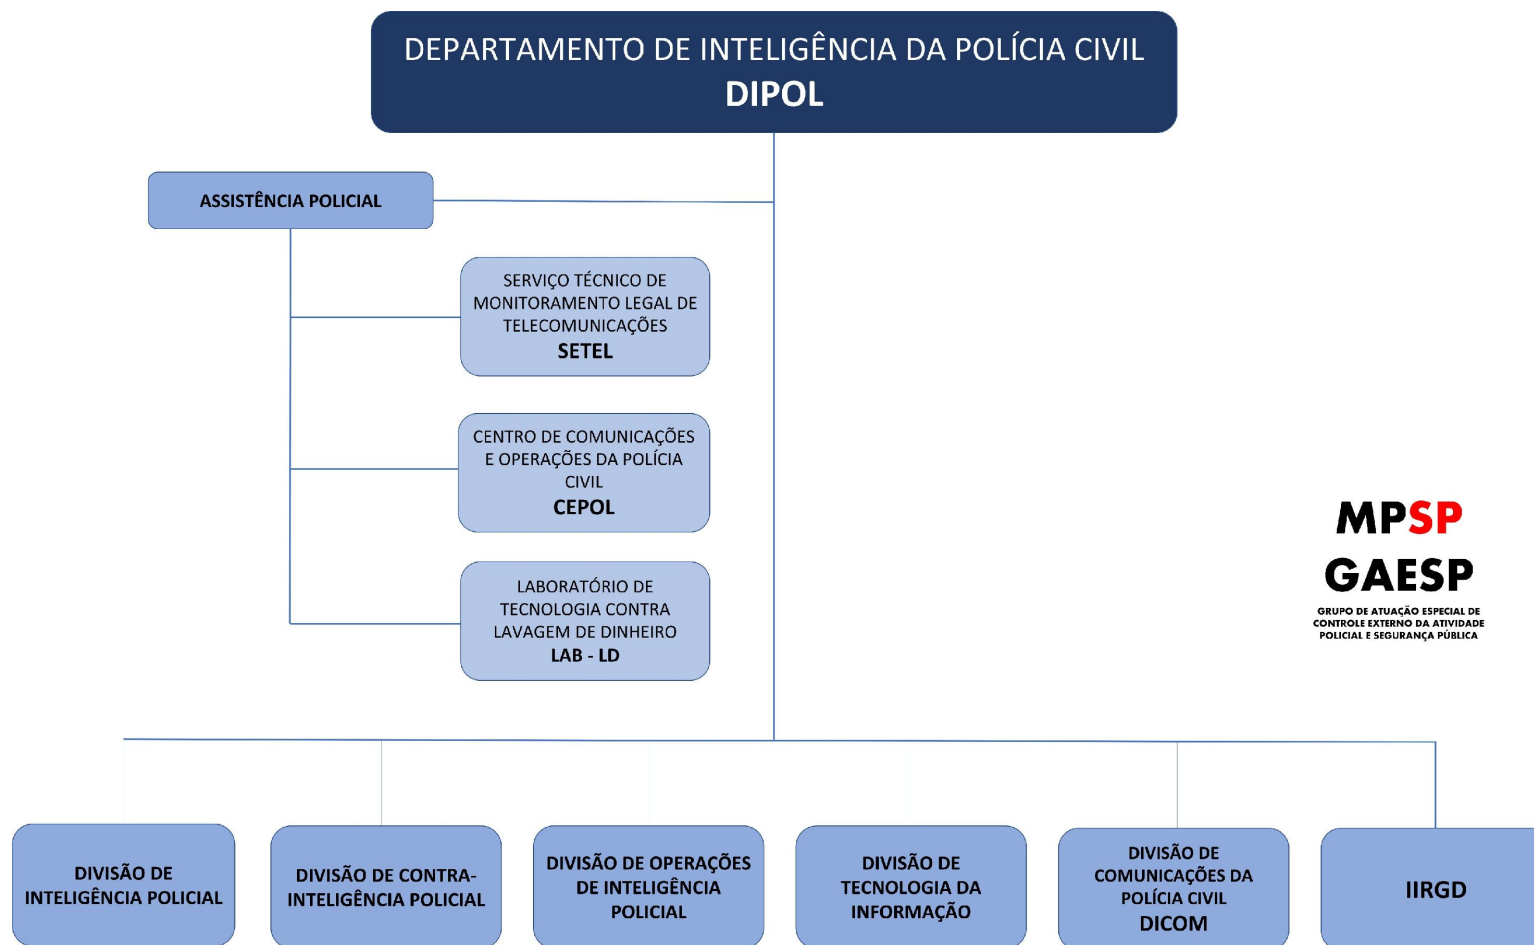 DEPARTAMENTO DE INTELIGÊNCIA DA POLÍCIA CIVIL
DIPOL
ASSISTÊNCIA POLICIAL
SERVIÇO TÉCNICO DE
MONITORAMENTO LEGAL DE
TELECOMUNICAÇÕES
SETEL
CENTRO DE COMUNICAÇÕES
E OPERAÇÕES DA POLÍCIA
CIVIL
CEPOL
LABORATÓRIO DE
TECNOLOGIA CONTRA
LAVAGEM DE DINHEIRO
LAB - LD
MPSP
GAESP
GRUPO DE ATUAÇÃO ESPECIAL DE
CONTROLE EXTERNO DA ATIVIDADE
POLICIAL E SEGURANÇA PÚBLICA
DIVISÃO DE
INTELIGÊNCIA POLICIAL
DIVISÃO DE CONTRA-
INTELIGÊNCIA POLICIAL
DIVISÃO DE OPERAÇÕES
DE INTELIGÊNCIA
POLICIAL
DIVISÃO DE
TECNOLOGIA DA
INFORMAÇÃO
DIVISÃO DE
COMUNICAÇÕES DA
POLÍCIA CIVIL
DICOM
IIRGD